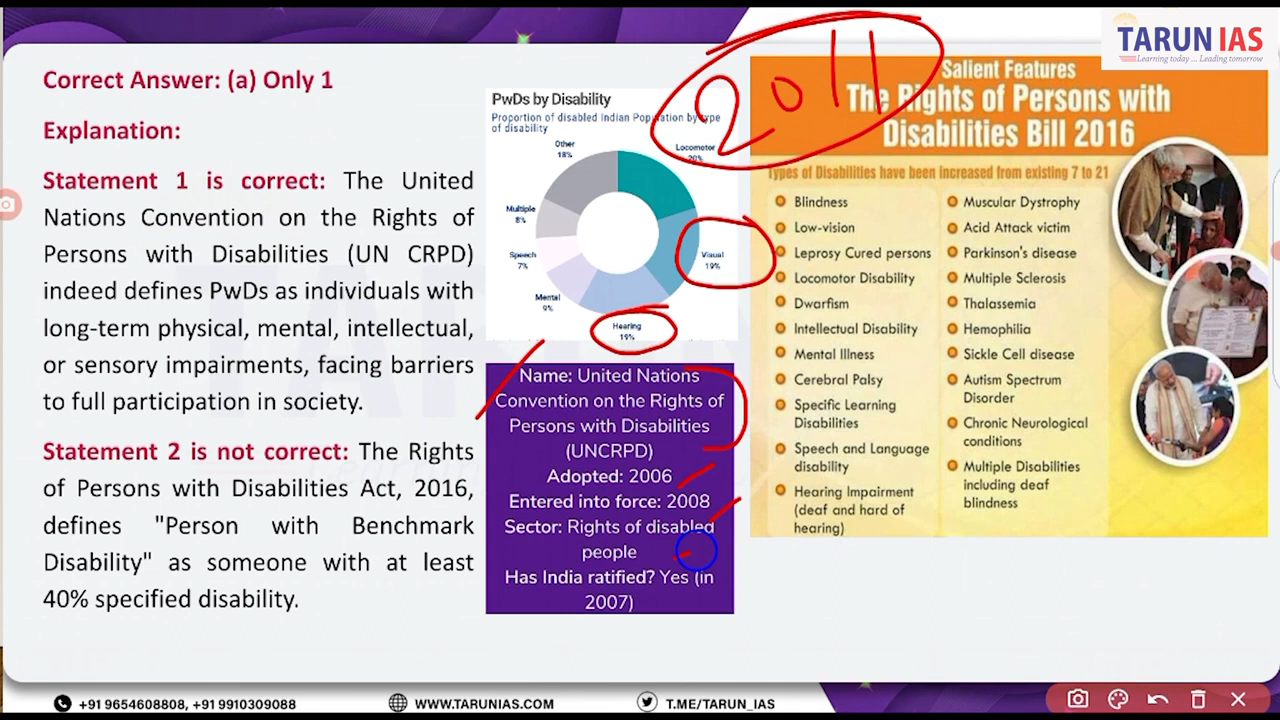 TARUN IAS
Learning today ... Leading tomorrow
Correct Answer: (a) Only 1
Explanation:
Statement 1 is correct: The United
Nations Convention on the Rights of
Persons with Disabilities (UN CRPD)
indeed defines PwDs as individuals with
long-term physical, mental, intellectual,
or sensory impairments, facing barriers
to full participation in society.
Statement 2 is not correct: The Rights
of Persons with Disabilities Act, 2016,
defines "Person with Benchmark
Disability" as someone with at least
40% specified disability.
PwDs by Disability
Proportion of disabled Indian Population by type
of disability
Other
18%
Locomotor
20%
Multiple
8%
Speech
7%
Visual
19%
Mental
9%
Hearing
19%
2011
Name: United Nations
Convention on the Rights of
Persons with Disabilities
(UNCRPD)
Adopted: 2006
Entered into force: 2008
Sector: Rights of disabled
people
Has India ratified? Yes (in
2007)
Salient Features
The Rights of Persons with
Disabilities Bill 2016
Types of Disabilities have been increased from existing 7 to 21
Blindness
Low-vision
Leprosy Cured persons
Locomotor Disability
Dwarfism
Intellectual Disability
Mental Illness
Cerebral Palsy
Specific Learning
Disabilities
Speech and Language
disability
Hearing Impairment
(deaf and hard of
hearing)
Muscular Dystrophy
Acid Attack victim
Parkinson's disease
Multiple Sclerosis
Thalassemia
Hemophilia
Sickle Cell disease
Autism Spectrum
Disorder
Chronic Neurological
conditions
Multiple Disabilities
including deaf
blindness
+91 9654608808, +91 9910309088
WWW.TARUNIAS.COM
T.ME/TARUN_IAS